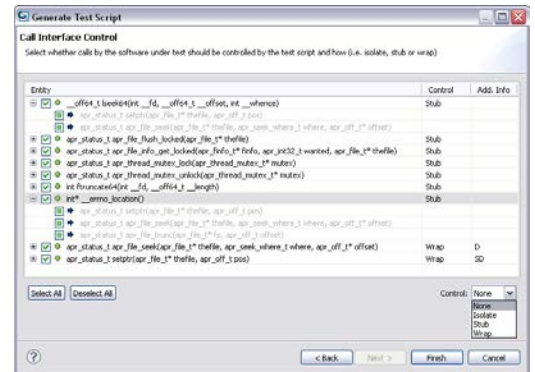 Generate Test Script
Call Interface Control
Select whether calls by the software under test should be controlled by the test script and how (i.e. isolate, stub or wrap)
Entity Control Add. Info
__off64_t lseek64(int __fd, __off64_t __offset, int __whence) Stub
apr_status_t setptr(apr_file_t* thefile, apr_off_t pos)
apr_status_t apr_file_seek(apr_file_t* thefile, apr_seek_where_t where, apr_off_t* offset)
apr_status_t apr_file_flush_locked(apr_file_t* thefile) Stub
apr_status_t apr_file_info_get_locked(apr_finfo_t* finfo, apr_int32_t wanted, apr_file_t* thefile) Stub
apr_status_t apr_thread_mutex_lock(apr_thread_mutex_t* mutex) Stub
apr_status_t apr_thread_mutex_unlock(apr_thread_mutex_t* mutex) Stub
int ftruncate64(int __fd, __off64_t __length) Stub
int* __errno_location() Stub
apr_status_t setptr(apr_file_t* thefile, apr_off_t pos)
apr_status_t apr_file_seek(apr_file_t* thefile, apr_seek_where_t where, apr_off_t* offset)
apr_status_t apr_file_trunc(apr_file_t* fp, apr_off_t offset)
apr_status_t apr_file_seek(apr_file_t* thefile, apr_seek_where_t where, apr_off_t* offset) Wrap D
apr_status_t setptr(apr_file_t* thefile, apr_off_t pos) Wrap SD
Select All Deselect All Control: None
None
Isolate
Stub
Wrap
< Back Next > Finish Cancel